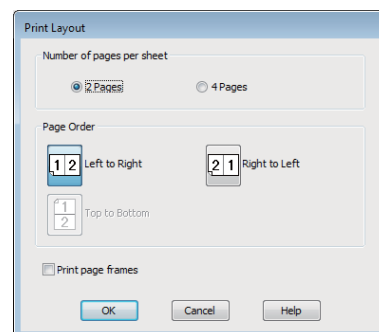 Print Layout
Number of pages per sheet
2 Pages
4 Pages
Page Order
1 2 Left to Right
2 1 Right to Left
1
2
Top to Bottom
Print page frames
OK Cancel Help